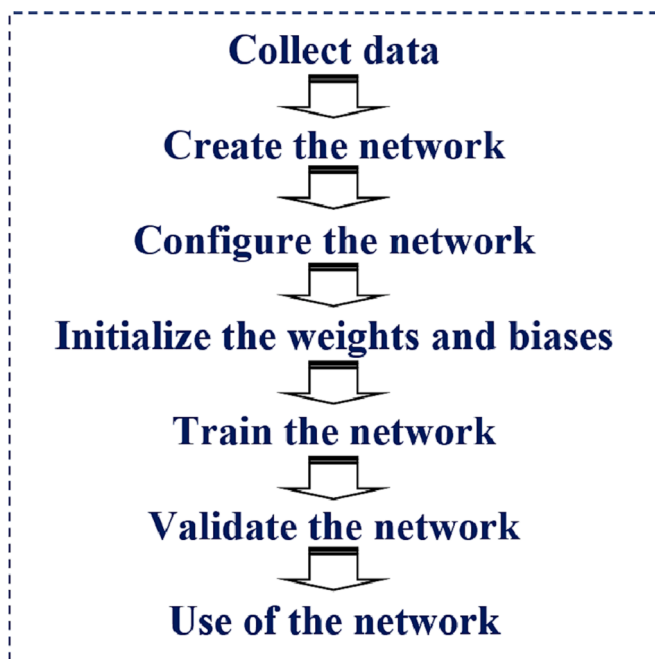 Collect data
Create the network
Configure the network
Initialize the weights and biases
Train the network
Validate the network
Use of the network